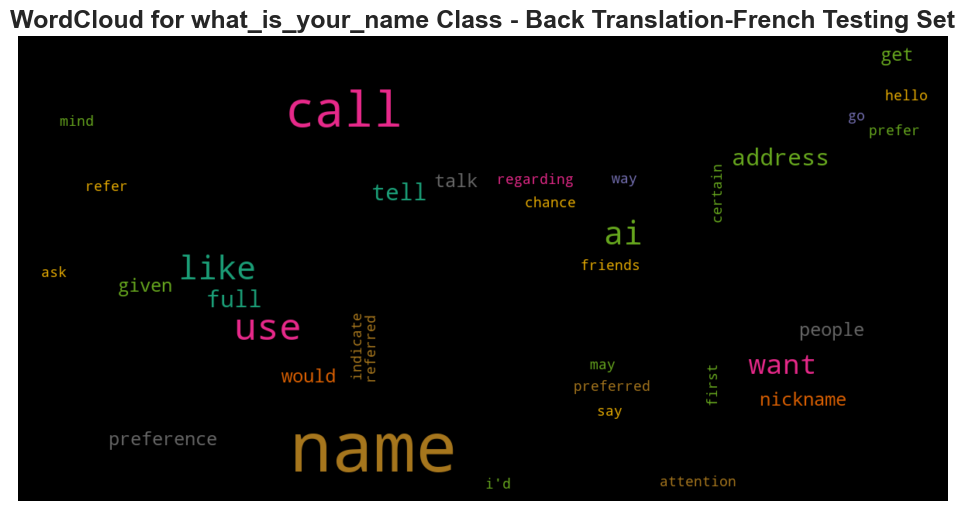 WordCloud for what_is_your_name Class - Back Translation-French Testing Set
get
hello
call
go
mind
prefer
address
talk
regarding
way
certain
refer
tell
chance
ai
like
friends
ask
given
full
use
indicate
referred
people
may
want
would
preferred
first
nickname
say
preference
name
i'd
attention